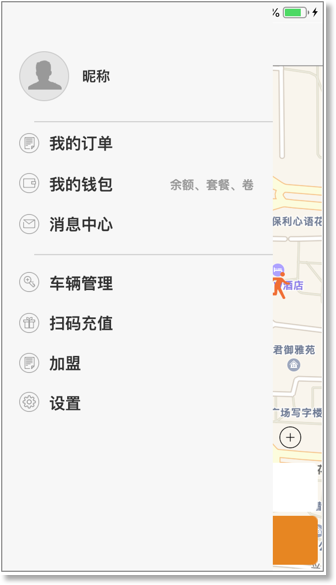 %
昵称
我的订单
我的钱包 余额、套餐、卷
消息中心
保利心语花
酒店
车辆管理
扫码充值
君御雅苑
加盟
设置
广场写字楼